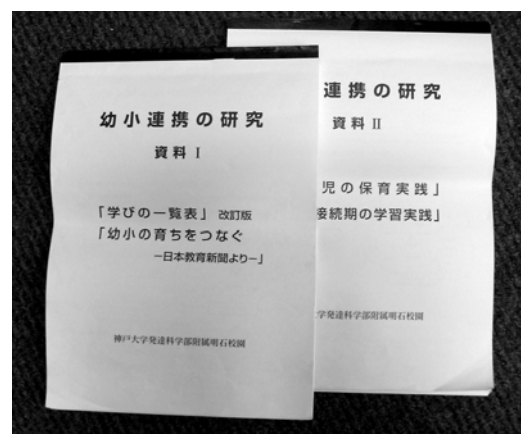 幼小連携の研究
資料 I
「学びの一覧表」 改訂版
「幼小の育ちをつなぐ
－日本教育新聞より－」
神戸大学発達科学部附属明石校園
連携の研究
資料 II
児の保育実践」
接続期の学習実践」
学発達科学部附属明石校園